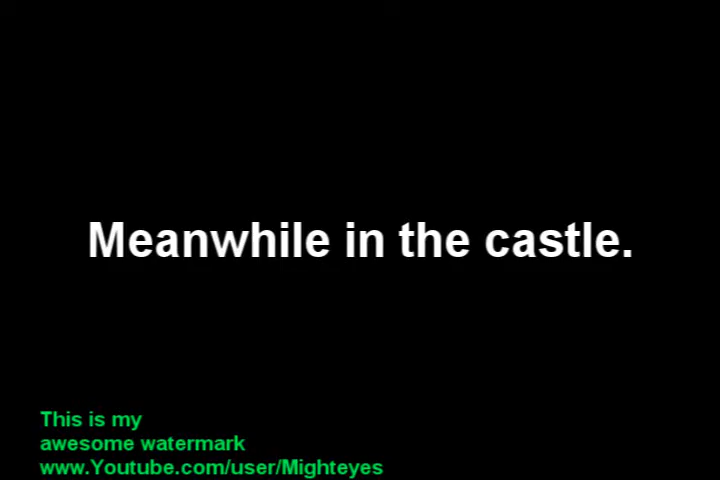 Meanwhile in the castle.
This is my
awesome watermark
www.Youtube.com/user/Mighteyes